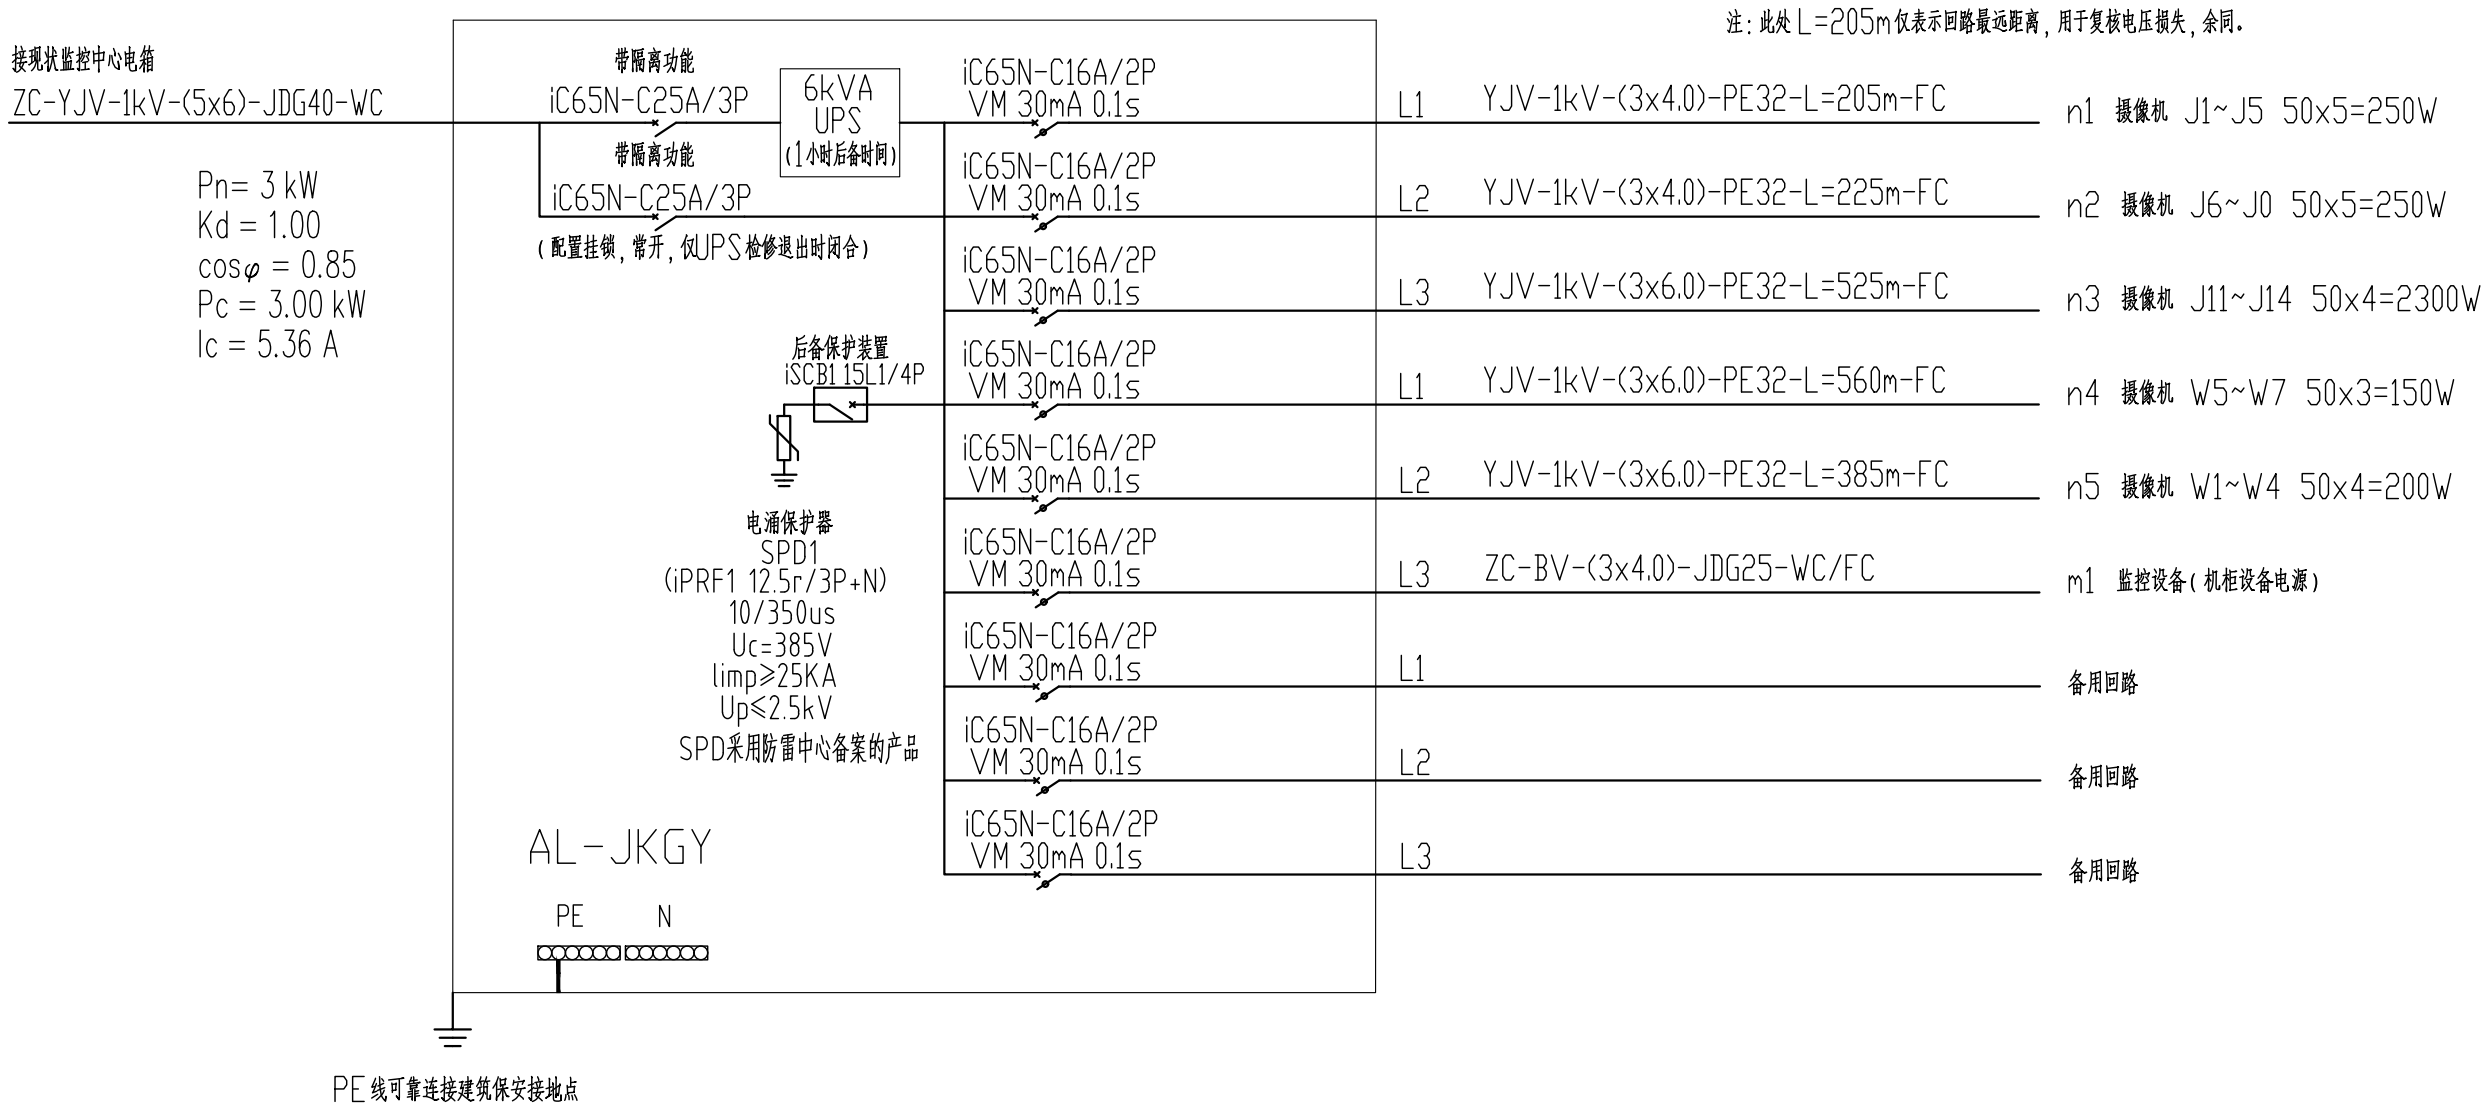 注：此处L=205m仅表示回路最远距离，用于复核电压损失，余同。
接现状监控中心电箱
ZC-YJV-1kV-(5x6)-JDG40-WC
Pn= 3 kW
Kd = 1.00
cosφ = 0.85
Pc = 3.00 kW
Ic = 5.36 A
带隔离功能
iC65N-C25A/3P
带隔离功能
iC65N-C25A/3P
(配置挂锁，常开，仅UPS检修退出时闭合)
6kVA
UPS
(1小时后备时间)
后备保护装置
iSCB1 15L1/4P
电涌保护器
SPD1
(iPRF1 12.5r/3P+N)
10/350us
Uc=385V
limp≥25KA
Up≤2.5kV
SPD采用防雷中心备案的产品
AL-JKGY
PE N
PE线可靠连接建筑保安接地点
iC65N-C16A/2P
VM 30mA 0.1s
L1 YJV-1kV-(3x4.0)-PE32-L=205m-FC n1 摄像机 J1~J5 50x5=250W
iC65N-C16A/2P
VM 30mA 0.1s
L2 YJV-1kV-(3x4.0)-PE32-L=225m-FC n2 摄像机 J6~J0 50x5=250W
iC65N-C16A/2P
VM 30mA 0.1s
L3 YJV-1kV-(3x6.0)-PE32-L=525m-FC n3 摄像机 J11~J14 50x4=2300W
iC65N-C16A/2P
VM 30mA 0.1s
L1 YJV-1kV-(3x6.0)-PE32-L=560m-FC n4 摄像机 W5~W7 50x3=150W
iC65N-C16A/2P
VM 30mA 0.1s
L2 YJV-1kV-(3x6.0)-PE32-L=385m-FC n5 摄像机 W1~W4 50x4=200W
iC65N-C16A/2P
VM 30mA 0.1s
L3 ZC-BV-(3x4.0)-JDG25-WC/FC m1 监控设备(机柜设备电源)
iC65N-C16A/2P
VM 30mA 0.1s
L1 备用回路
iC65N-C16A/2P
VM 30mA 0.1s
L2 备用回路
iC65N-C16A/2P
VM 30mA 0.1s
L3 备用回路